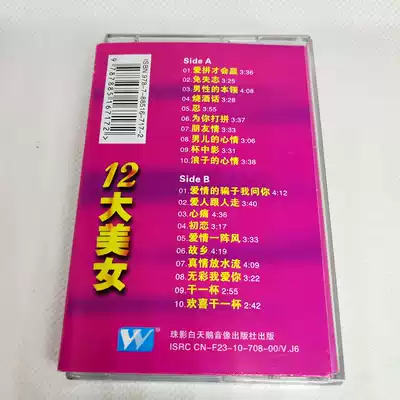 ISBN 978-7-88516-717-2
9787885167172
12大美女
Side A
01.爱拼才会赢 3:36
02.免失志 3:25
03.男性的本领 4:08
04.烧酒话 3:28
05.忍 3:55
06.为你打拼 3:37
07.朋友情 3:33
08.男儿的心情 3:06
09.杯中影 3:31
10.浪子的心情 3:38
Side B
01.爱情的骗子我问你 4:12
02.爱人跟人走 3:40
03.心痛 4:36
04.初恋 3:17
05.爱情一阵风 3:33
06.故乡 4:19
07.真情放水流 4:09
08.无彩我爱你 3:22
09.干一杯 2:55
10.欢喜干一杯 2:42
W
珠影白天鹅音像出版社出版
ISRC CN-F23-10-708-00/V.J6